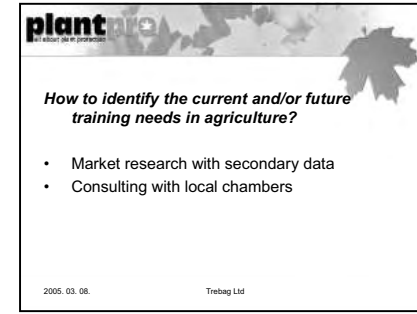 plantpro
all about plant protection
How to identify the current and/or future
training needs in agriculture?
• Market research with secondary data
• Consulting with local chambers
2005. 03. 08. Trebag Ltd